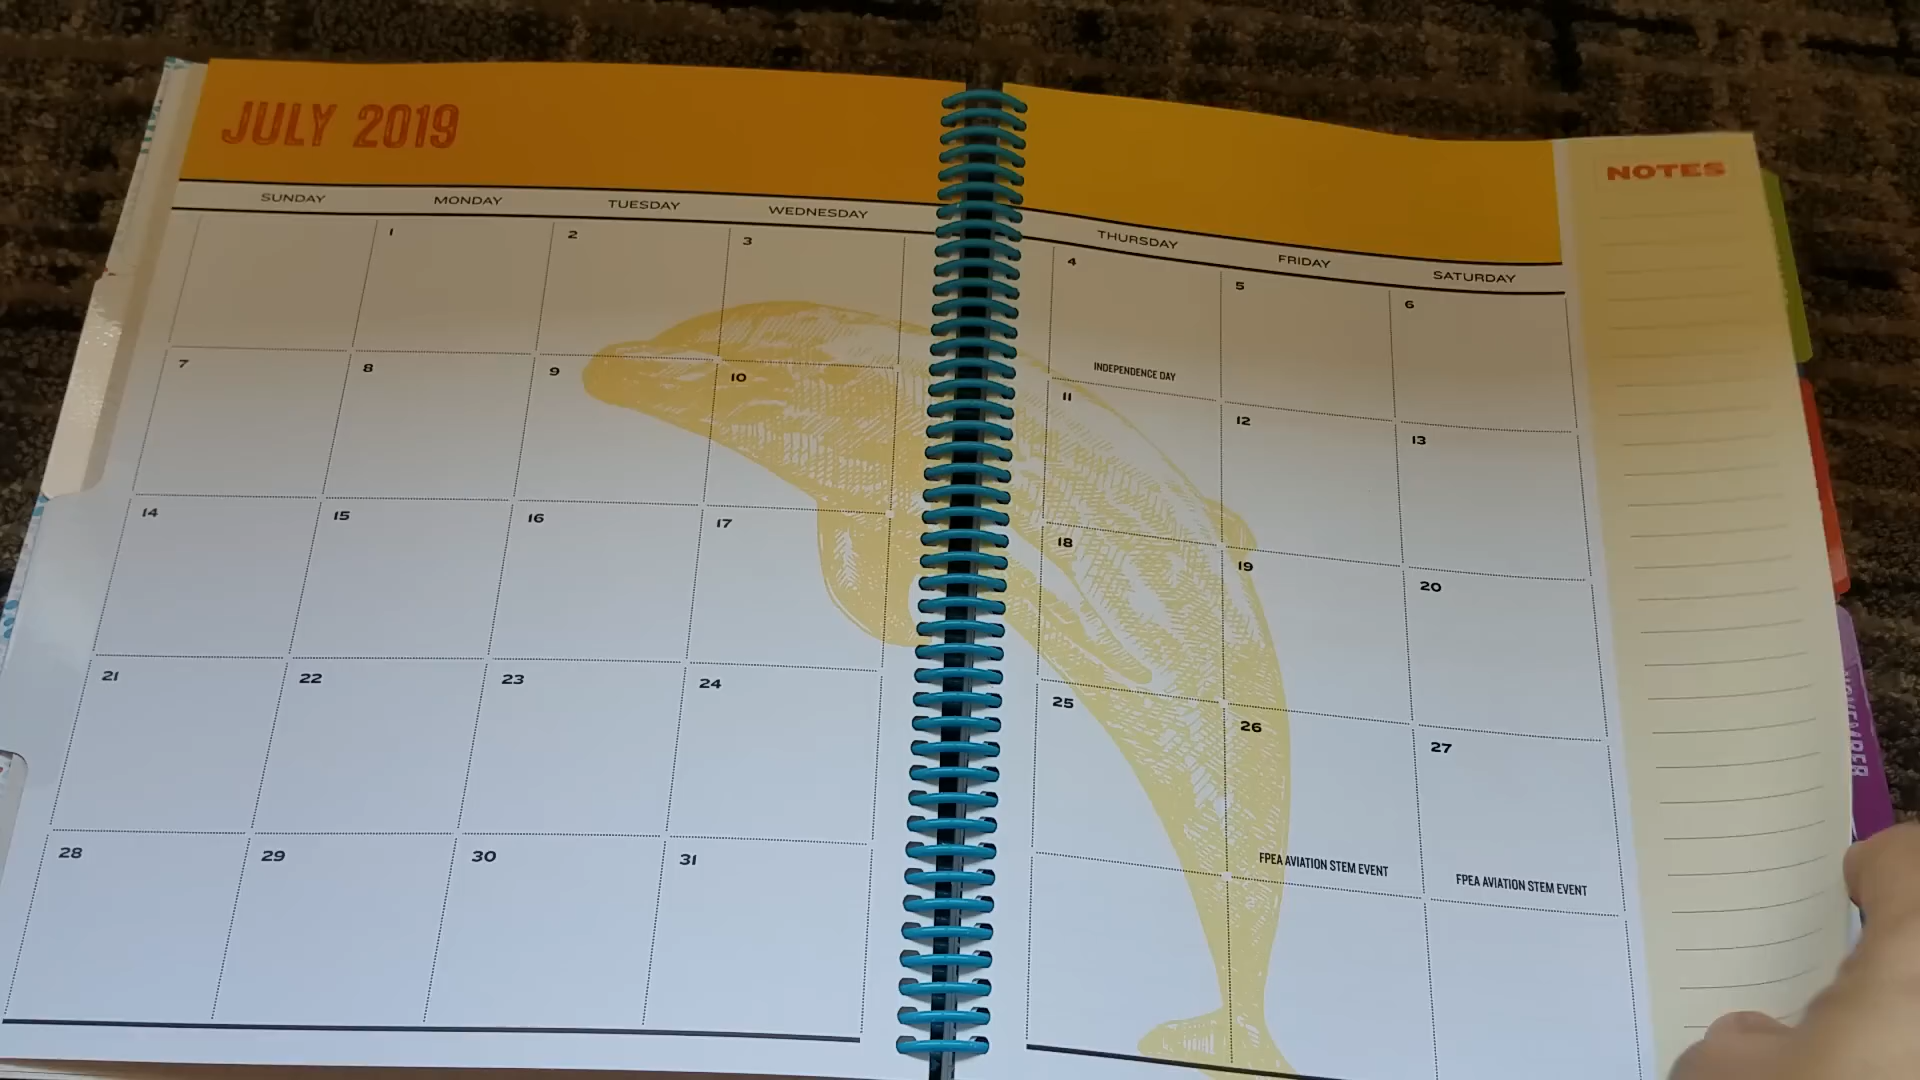 JULY 2019
NOTES
SUNDAY MONDAY TUESDAY WEDNESDAY THURSDAY FRIDAY SATURDAY
1 2 3 4 5 6
INDEPENDENCE DAY
7 8 9 10 11 12 13
14 15 16 17 18 19 20
21 22 23 24 25 26 27
FPEA AVIATION STEM EVENT FPEA AVIATION STEM EVENT
28 29 30 31
NOVEMBER